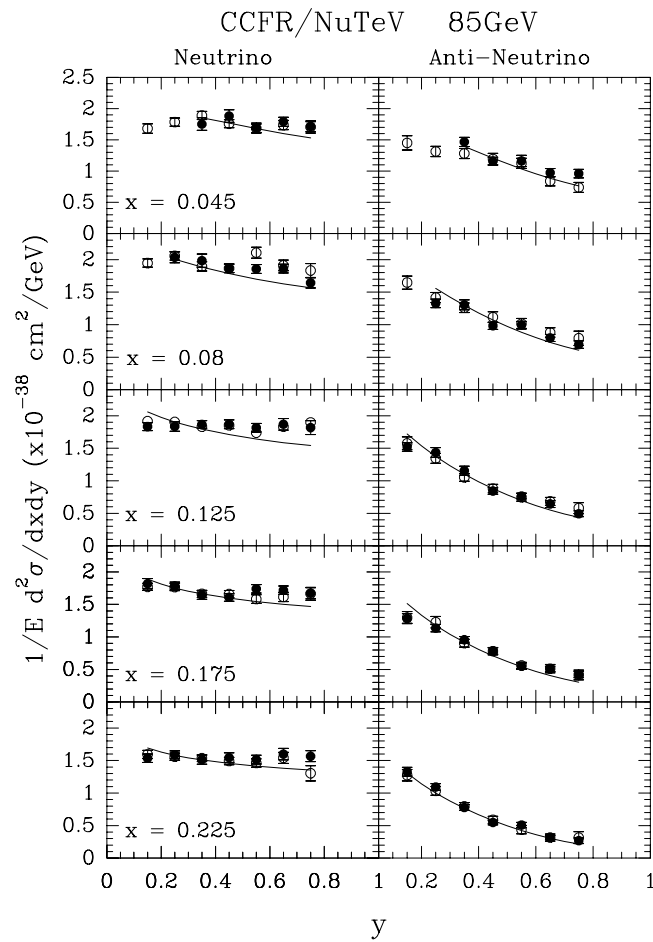 CCFR/NuTeV 85GeV
Neutrino Anti-Neutrino
1/E d²σ/dxdy (x10⁻³⁸ cm²/GeV)
2.5
2
1.5
1
0.5
0
x = 0.045
2
1.5
1
0.5
0
x = 0.08
2
1.5
1
0.5
0
x = 0.125
2
1.5
1
0.5
0
x = 0.175
2
1.5
1
0.5
0
x = 0.225
0 0.2 0.4 0.6 0.8 1 0.2 0.4 0.6 0.8 1
y